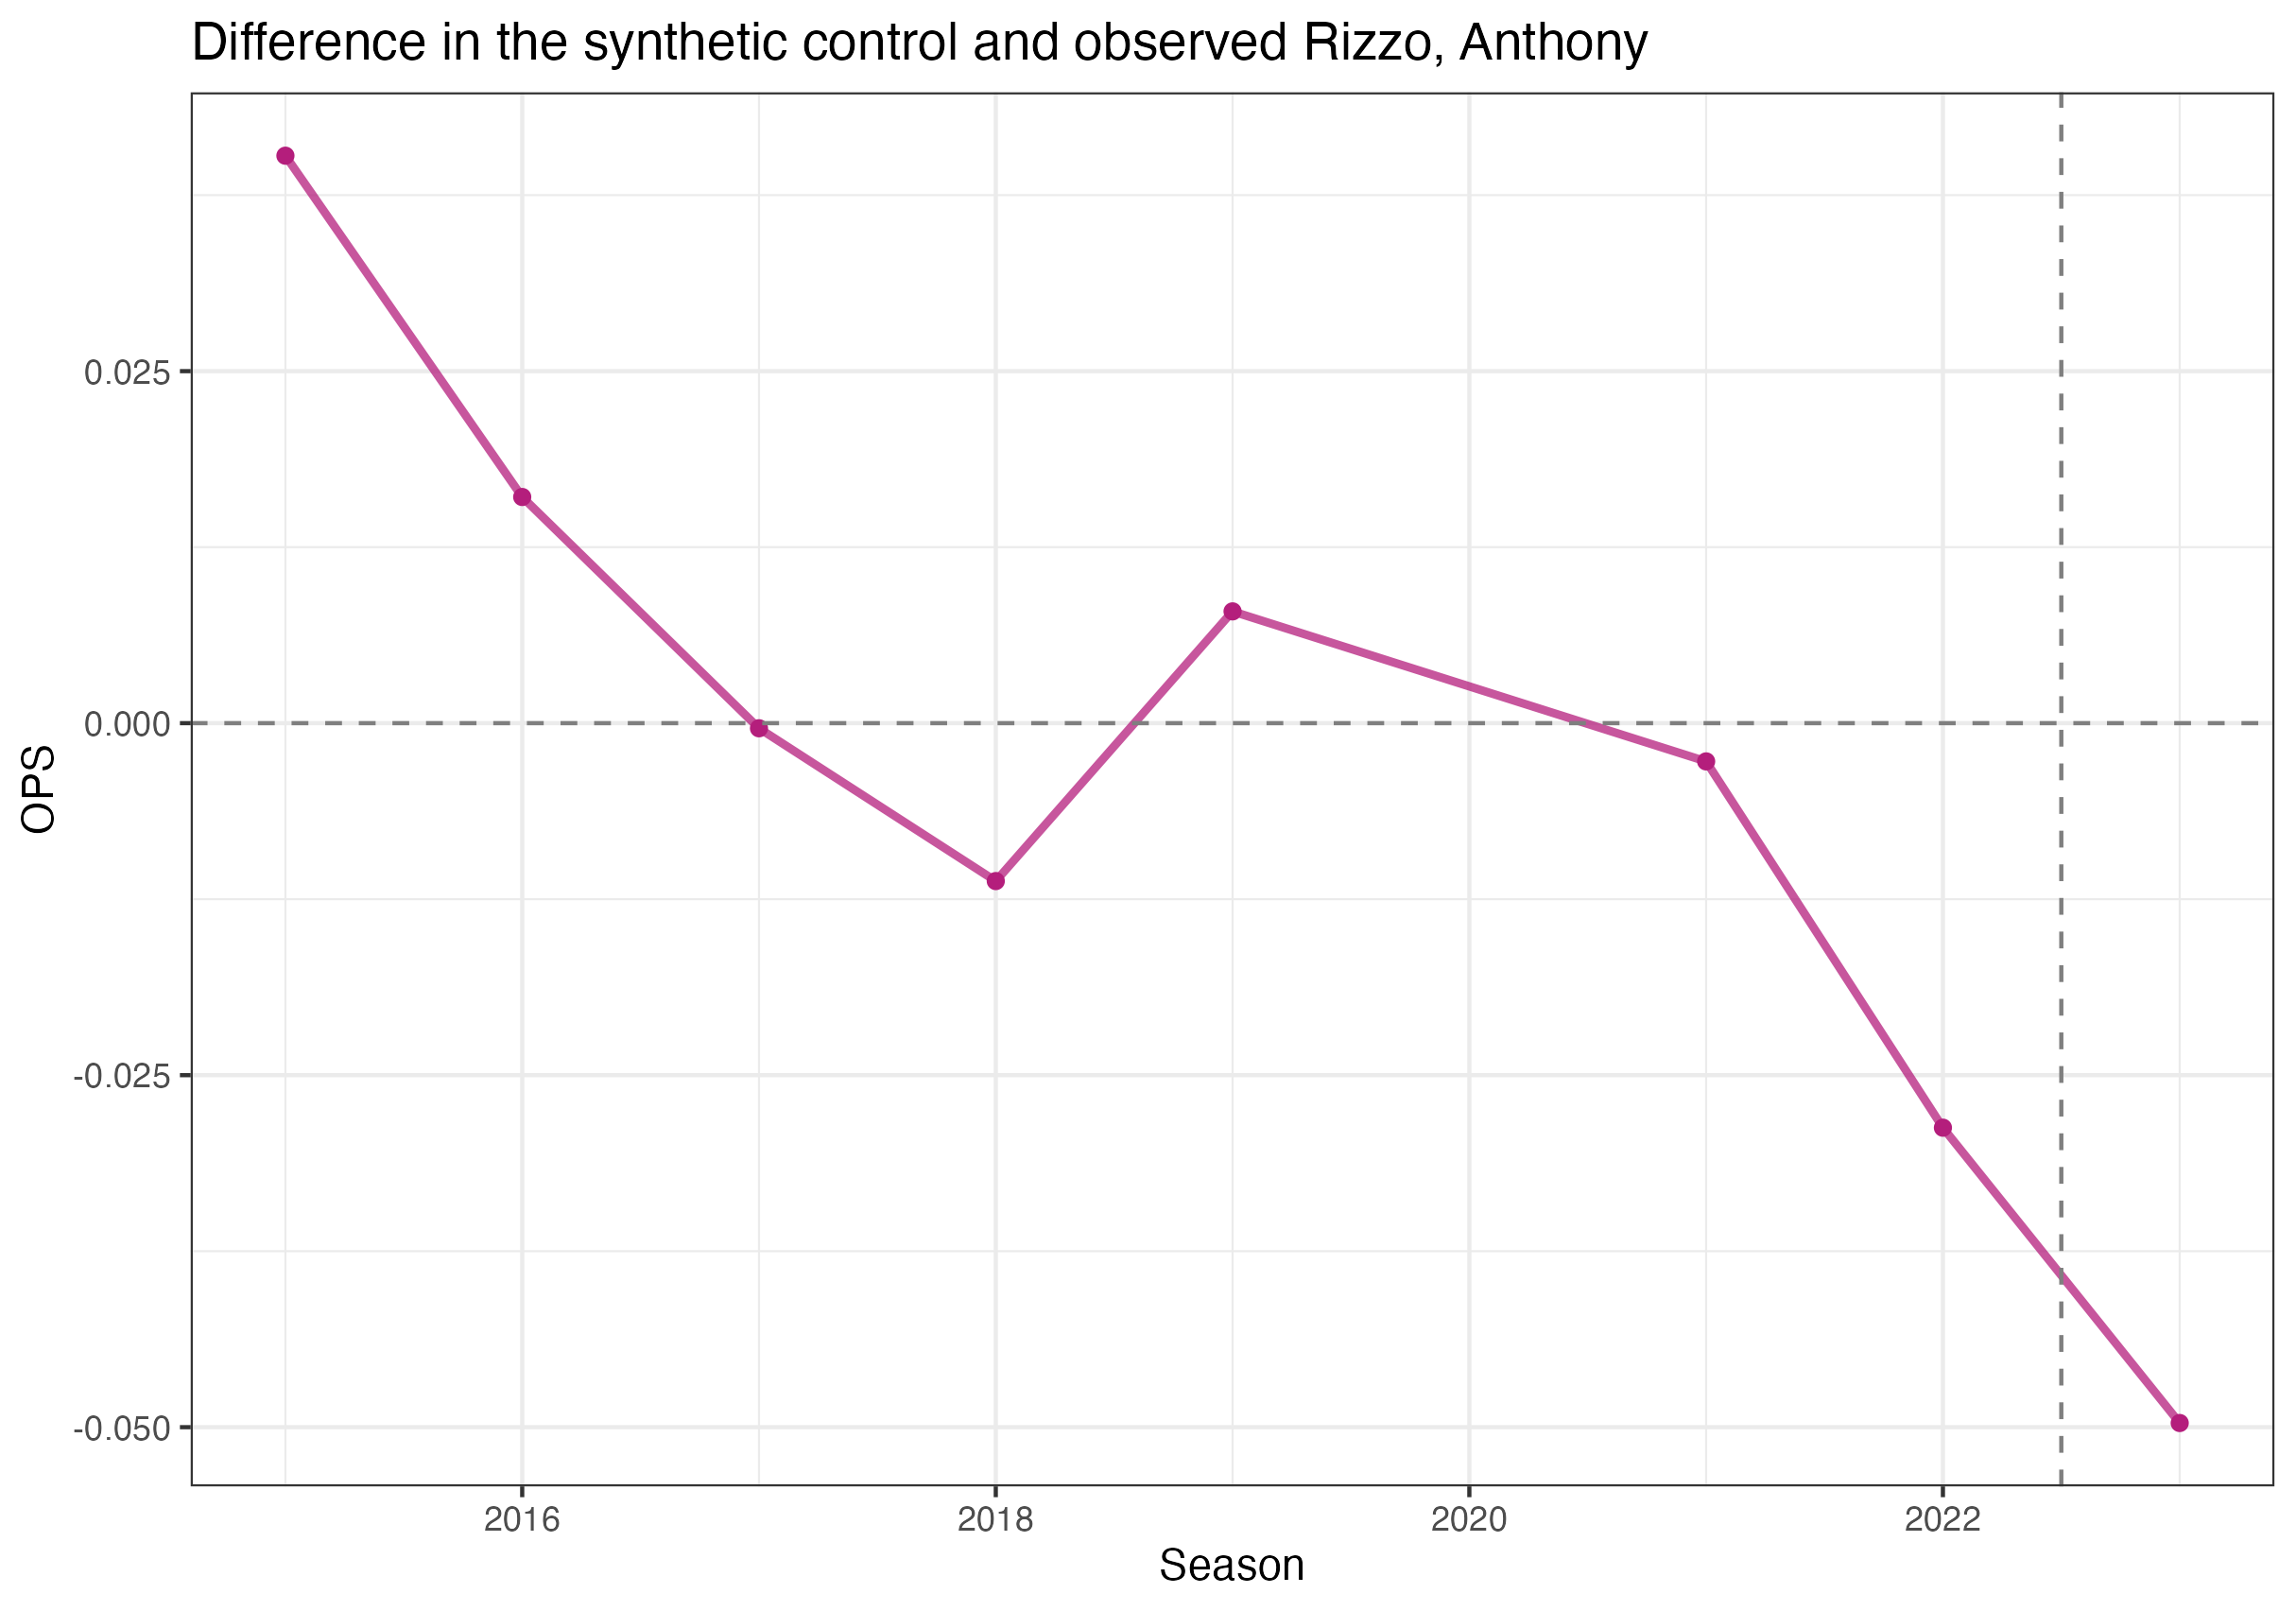 Difference in the synthetic control and observed Rizzo, Anthony
OPS
0.025
0.000
-0.025
-0.050
2016
2018
2020
2022
Season